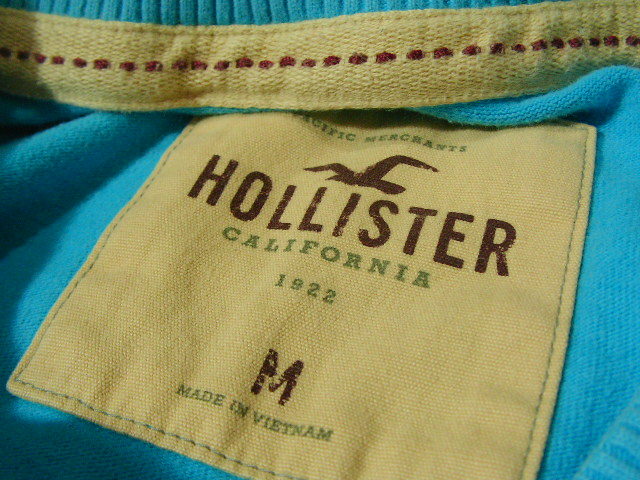 PACIFIC MERCHANTS
HOLLISTER
CALIFORNIA
1922
M
MADE IN VIETNAM